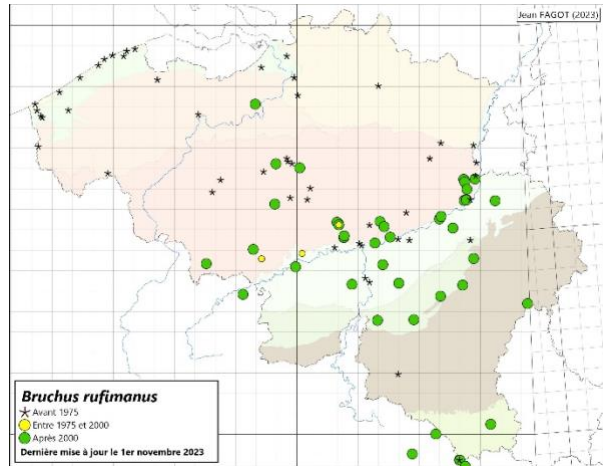 Jean FAGOT (2023)
Bruchus rufimanus
Avant 1975
Entre 1975 et 2000
Après 2000
Dernière mise à jour le 1er novembre 2023